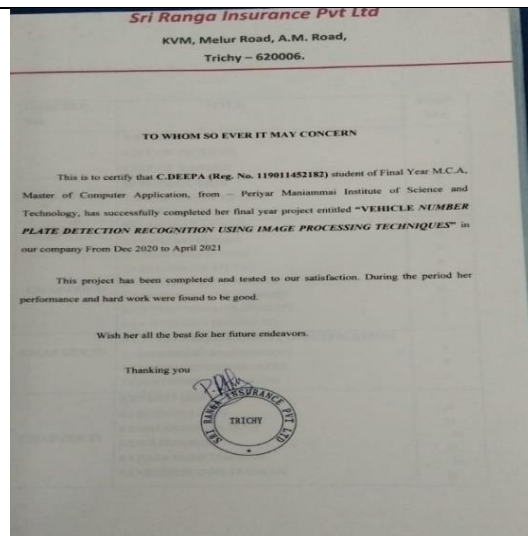 Sri Ranga Insurance Pvt Ltd
KVM, Melur Road, A.M. Road,
Trichy – 620006.
TO WHOM SO EVER IT MAY CONCERN
This is to certify that C.DEEPA (Reg. No. 119011452182) student of Final Year M.C.A,
Master of Computer Application, from – Periyar Maniammai Institute of Science and
Technology, has successfully completed her final year project entitled “VEHICLE NUMBER
PLATE DETECTION RECOGNITION USING IMAGE PROCESSING TECHNIQUES” in
our company From Dec 2020 to April 2021
This project has been completed and tested to our satisfaction. During the period her
performance and hard work were found to be good.
Wish her all the best for her future endeavors.
Thanking you
SRI RANGA INSURANCE PVT LTD
TRICHY